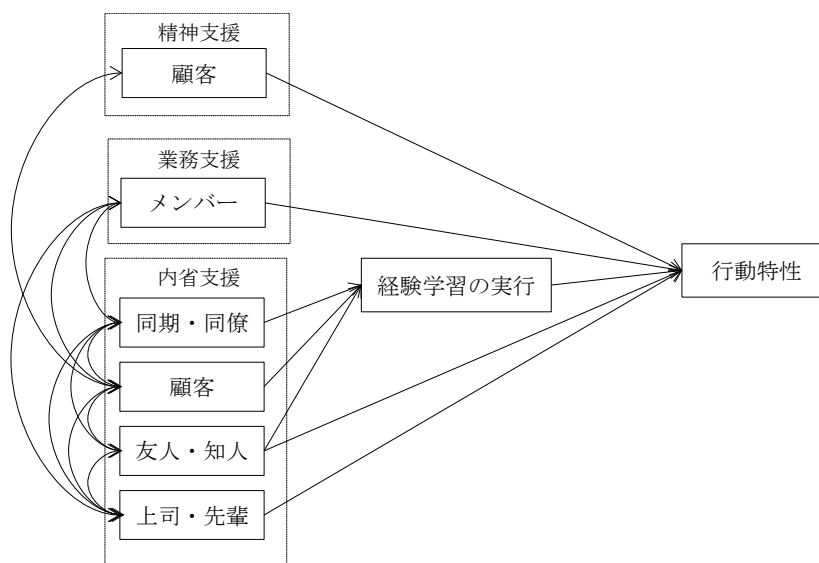 精神支援
顧客
業務支援
メンバー
内省支援
同期・同僚
顧客
友人・知人
上司・先輩
経験学習の実行
行動特性